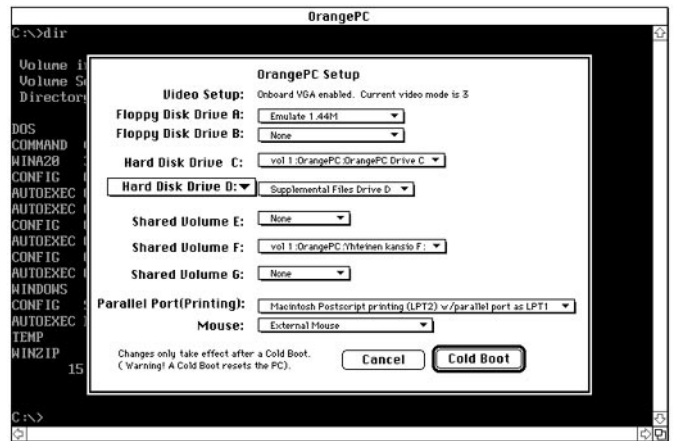 OrangePC
C:\>dir
Volume i
Volume S
Director
DOS
COMMAND
WINA20
CONFIG
AUTOEXEC
AUTOEXEC
CONFIG
AUTOEXEC
CONFIG
AUTOEXEC
WINDOWS
CONFIG
AUTOEXEC
TEMP
WINZIP
15
C:\>
OrangePC Setup
Video Setup: Onboard VGA enabled. Current video mode is 3
Floppy Disk Drive A: Emulate 1.44M
Floppy Disk Drive B: None
Hard Disk Drive C: vol 1:OrangePC:OrangePC Drive C
Hard Disk Drive D: Supplemental Files Drive D
Shared Volume E: None
Shared Volume F: vol 1:OrangePC:Yhteinen kansio F:
Shared Volume G: None
Parallel Port(Printing): Macintosh Postscript printing (LPT2) w/parallel port as LPT1
Mouse: External Mouse
Changes only take effect after a Cold Boot.
( Warning! A Cold Boot resets the PC).
Cancel
Cold Boot